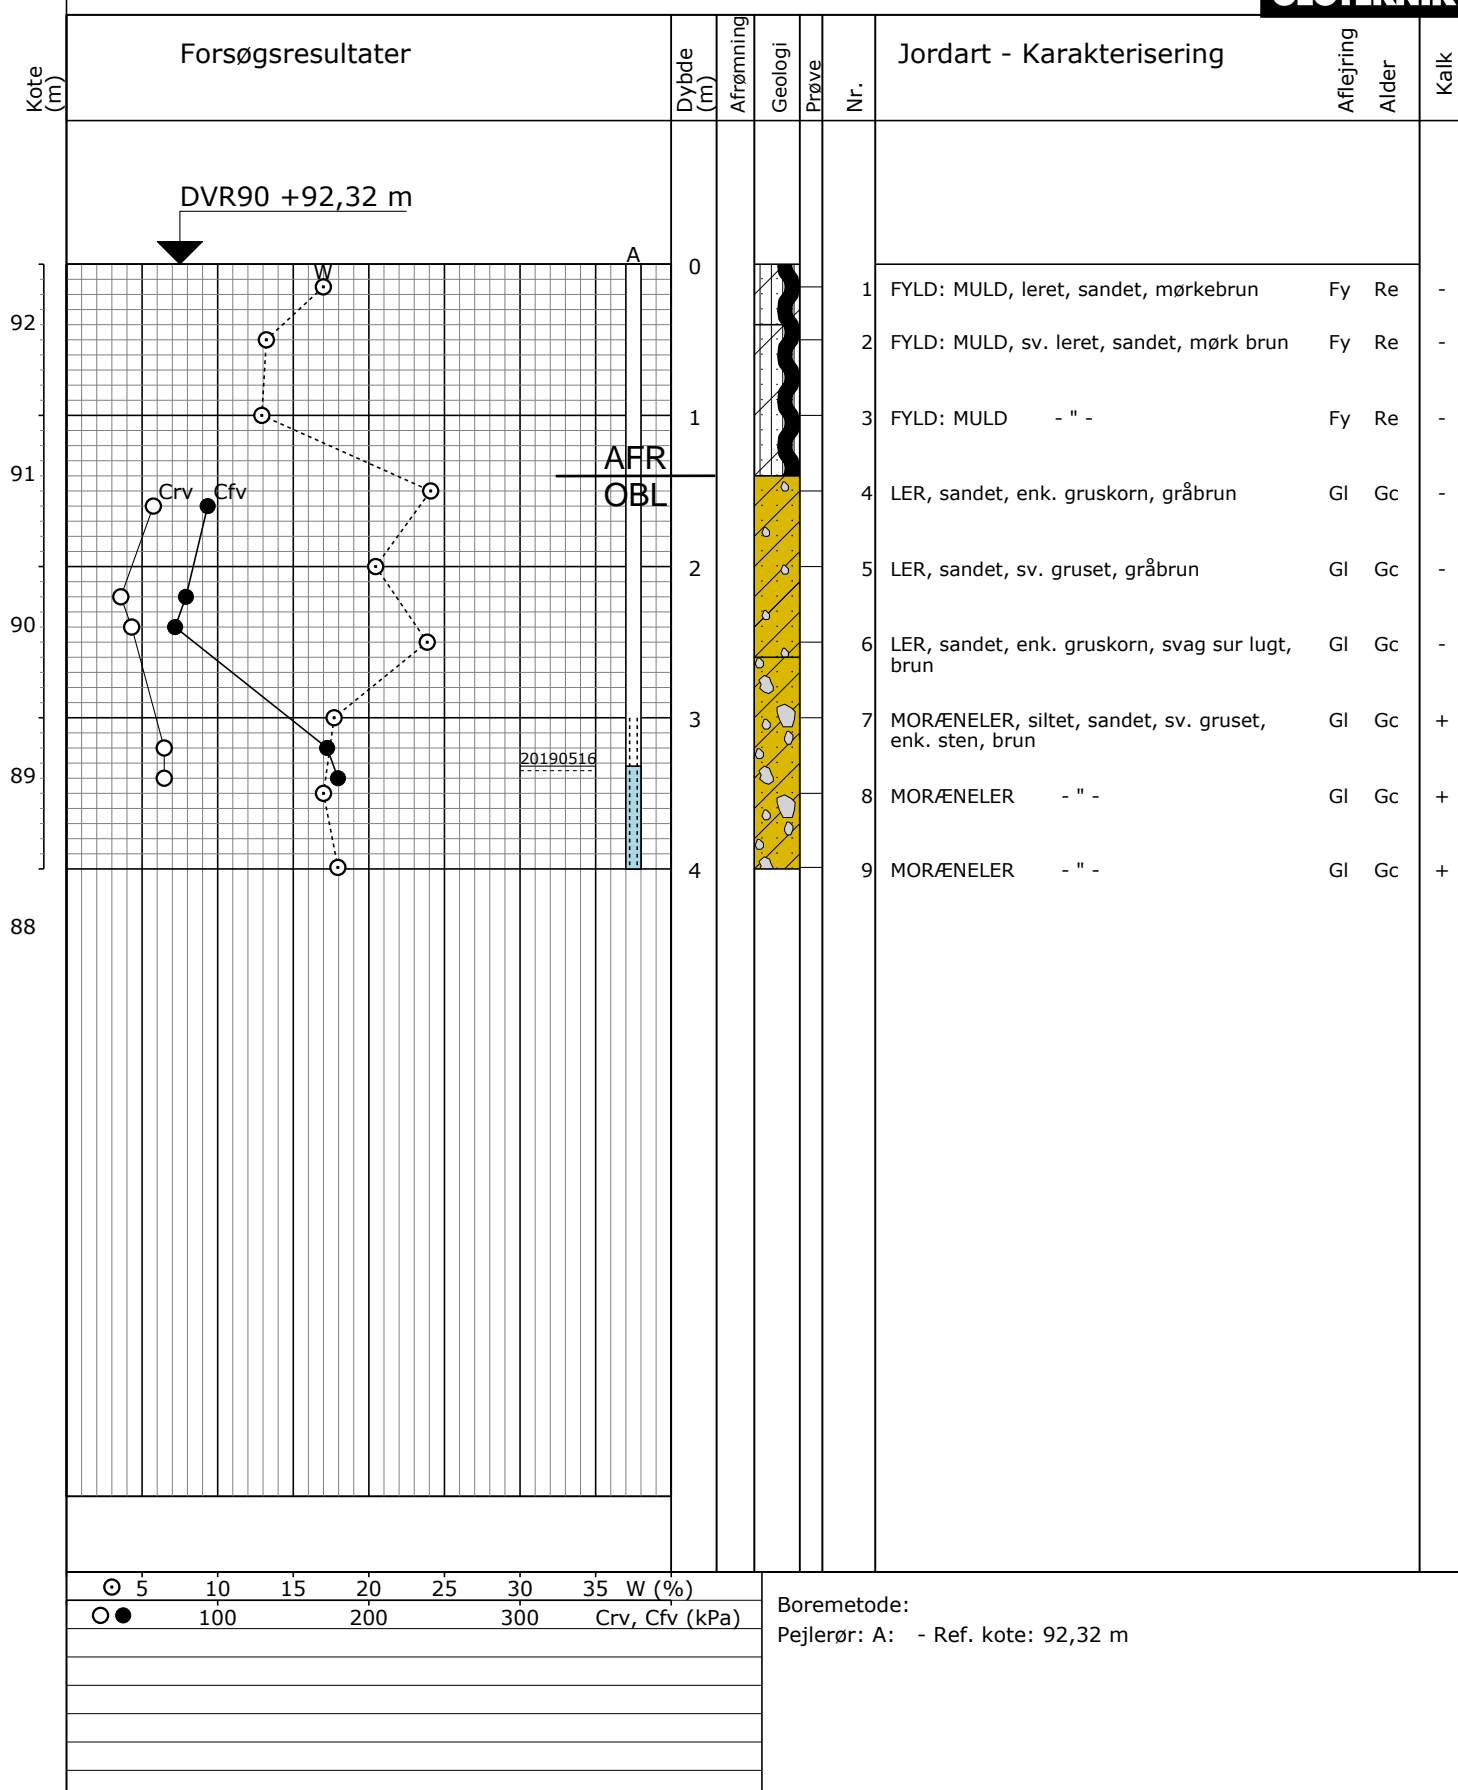 Kote (m)
Forsøgsresultater
Dybde (m)
Afrømning
Geologi
Prøve
Nr.
Jordart - Karakterisering
Aflejring
Alder
Kalk
DVR90 +92,32 m
A
W
0
1 FYLD: MULD, leret, sandet, mørkebrun Fy Re -
92
2 FYLD: MULD, sv. leret, sandet, mørk brun Fy Re -
1
3 FYLD: MULD - " - Fy Re -
AFR
91
OBL
Crv Cfv
4 LER, sandet, enk. gruskorn, gråbrun Gl Gc -
2
5 LER, sandet, sv. gruset, gråbrun Gl Gc -
90
6 LER, sandet, enk. gruskorn, svag sur lugt, Gl Gc -
brun
3
7 MORÆNELER, siltet, sandet, sv. gruset, Gl Gc +
enk. sten, brun
20190516
89
8 MORÆNELER - " - Gl Gc +
4
9 MORÆNELER - " - Gl Gc +
88
5 10 15 20 25 30 35 W (%)
100 200 300 Crv, Cfv (kPa)
Boremetode:
Pejlerør: A: - Ref. kote: 92,32 m